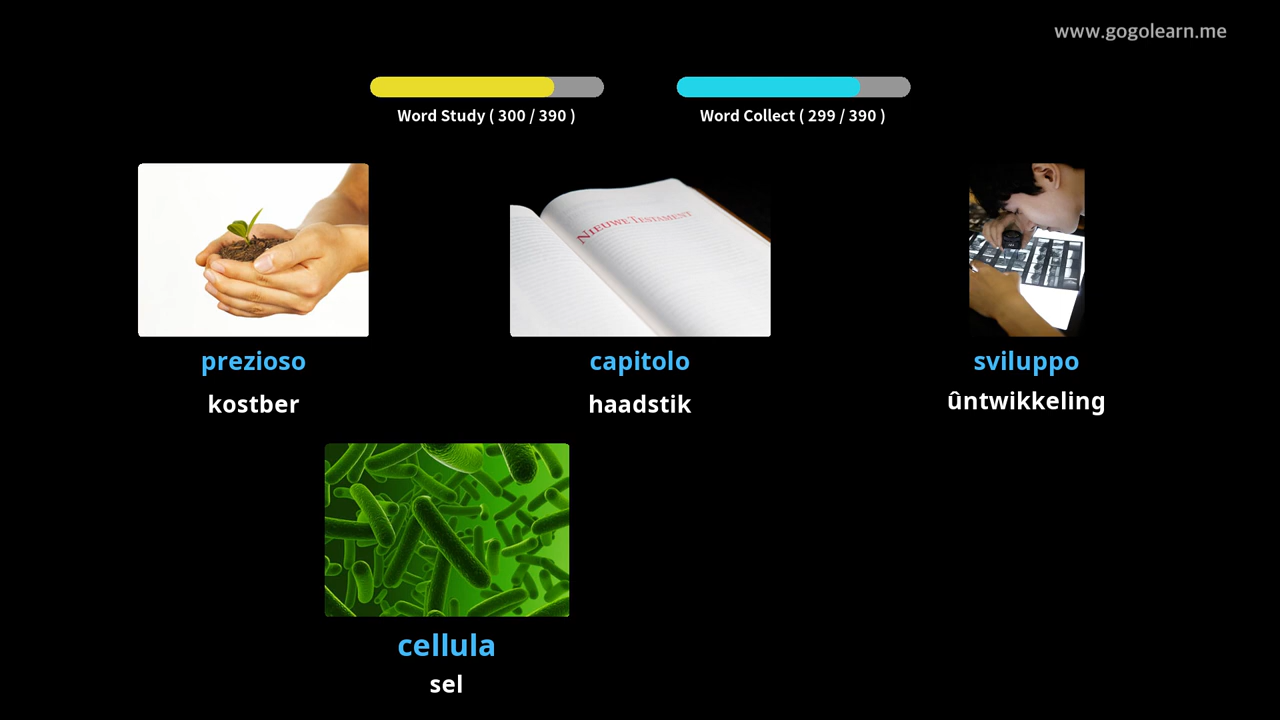 www.gogolearn.me
Word Study ( 300 / 390 )
Word Collect ( 299 / 390 )
NIEUWE TESTAMENT
prezioso
capitolo
sviluppo
kostber
haadstik
ûntwikkeling
cellula
sel